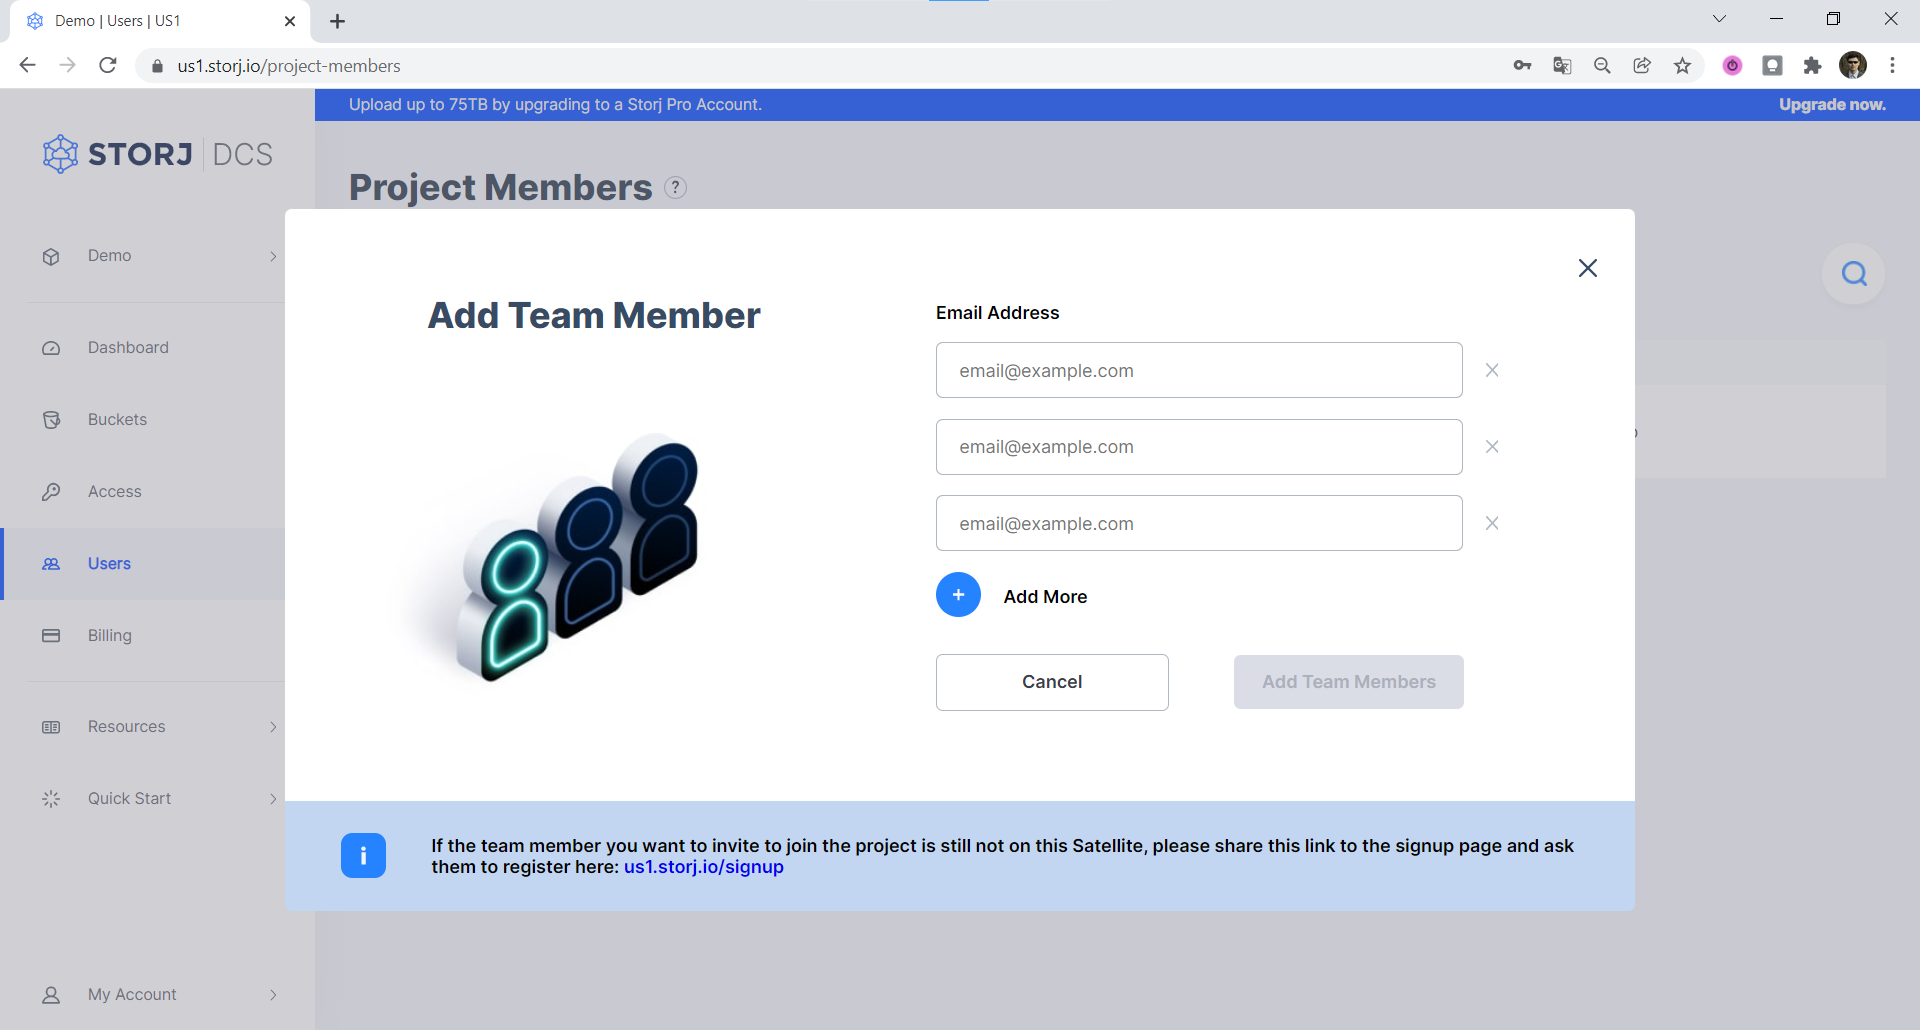 Demo | Users | US1
us1.storj.io/project-members
Upload up to 75TB by upgrading to a Storj Pro Account.
Upgrade now.
STORJ DCS
Project Members ?
Demo
Dashboard
Buckets
Access
Users
Billing
Resources
Quick Start
My Account
Add Team Member
Email Address
email@example.com
email@example.com
email@example.com
+ Add More
Cancel
Add Team Members
i
If the team member you want to invite to join the project is still not on this Satellite, please share this link to the signup page and ask
them to register here: us1.storj.io/signup